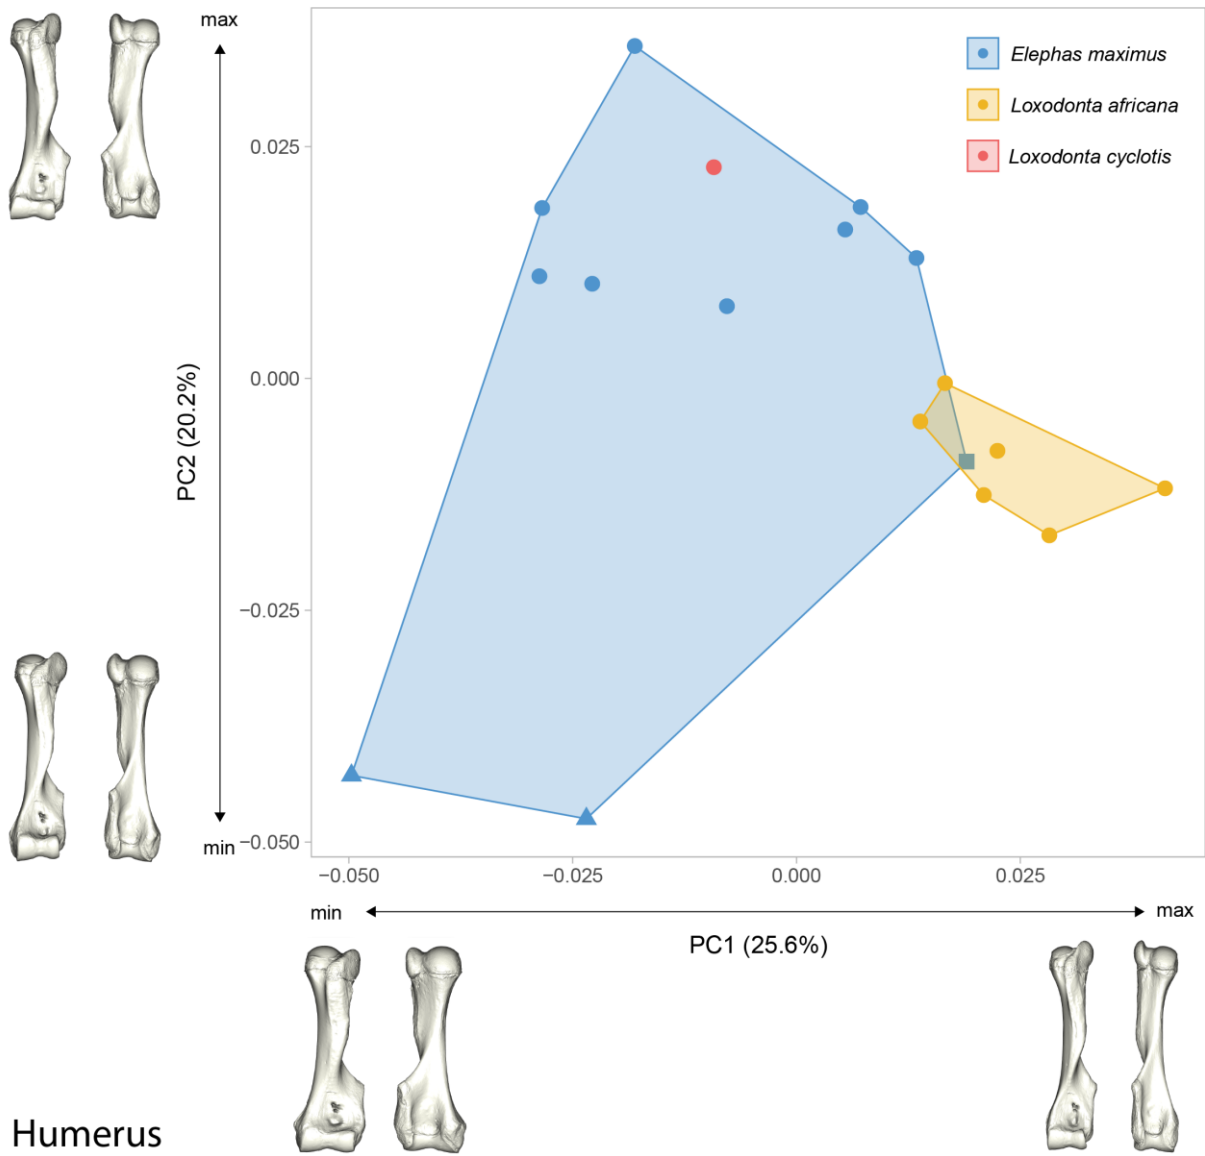 max
Elephas maximus
Loxodonta africana
Loxodonta cyclotis
0.025
0.000
−0.025
−0.050
PC2 (20.2%)
min
−0.050
−0.025
0.000
0.025
min
max
PC1 (25.6%)
Humerus